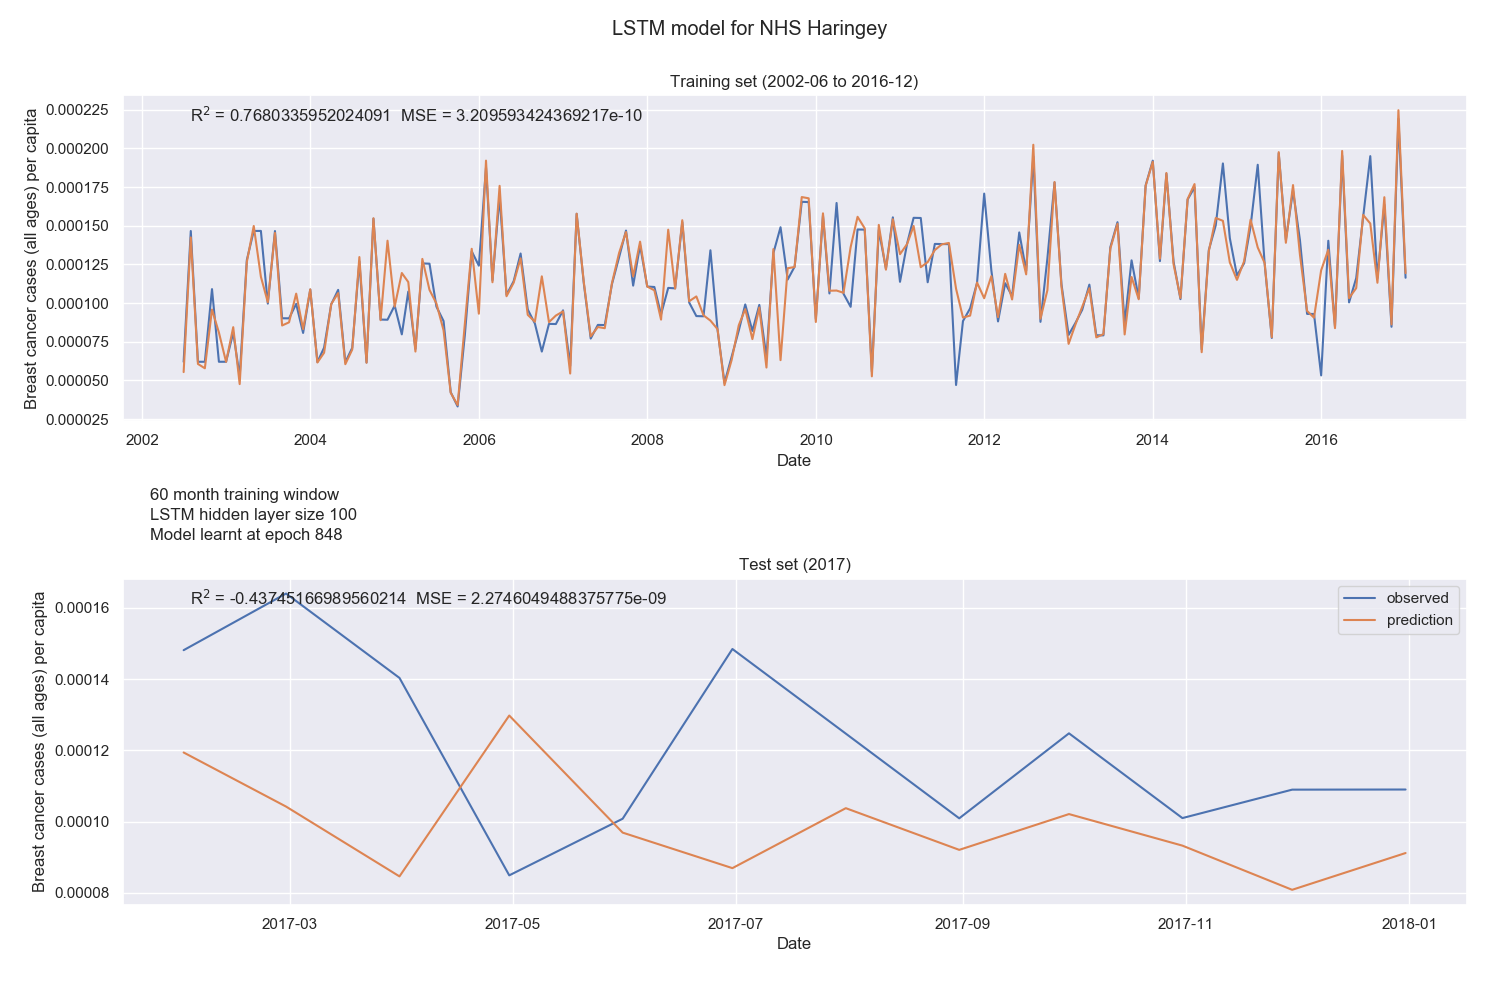 LSTM model for NHS Haringey
Training set (2002-06 to 2016-12)
R² = 0.7680335952024091 MSE = 3.209593424369217e-10
Breast cancer cases (all ages) per capita
0.000225
0.000200
0.000175
0.000150
0.000125
0.000100
0.000075
0.000050
0.000025
2002 2004 2006 2008 2010 2012 2014 2016
Date
60 month training window
LSTM hidden layer size 100
Model learnt at epoch 848
Test set (2017)
R² = -0.43745166989560214 MSE = 2.2746049488375775e-09
observed
prediction
Breast cancer cases (all ages) per capita
0.00016
0.00014
0.00012
0.00010
0.00008
2017-03 2017-05 2017-07 2017-09 2017-11 2018-01
Date